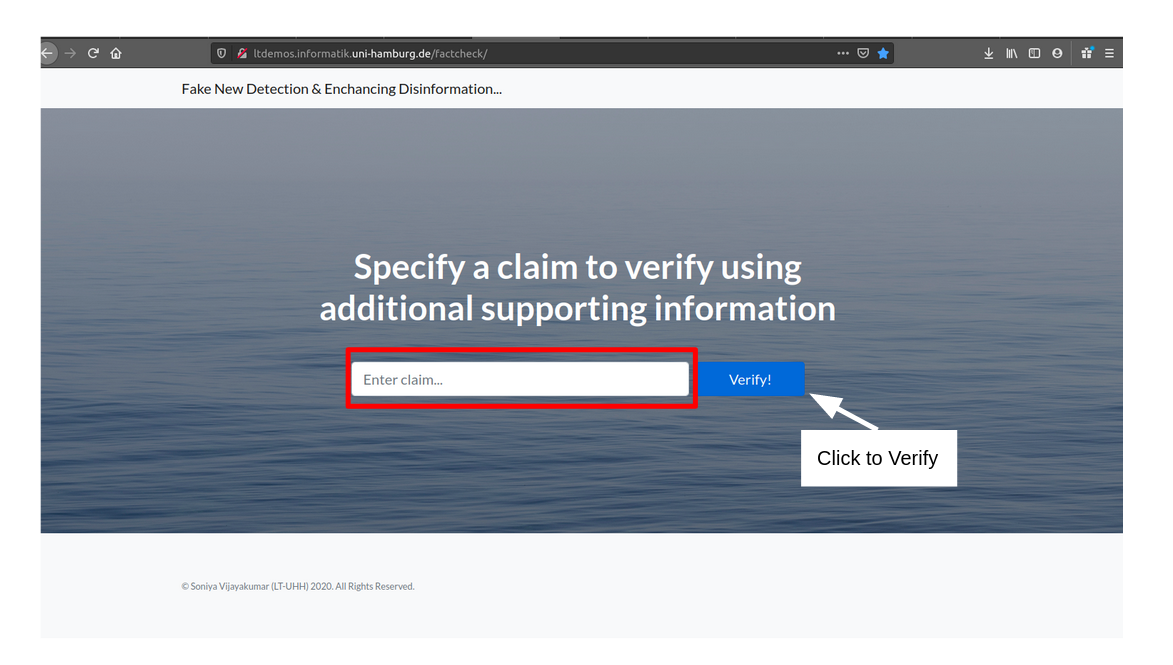 ltdemos.informatik.uni-hamburg.de/factcheck/
Fake New Detection & Enchancing Disinformation...
Specify a claim to verify using
additional supporting information
Enter claim...
Verify!
Click to Verify
© Soniya Vijayakumar (LT-UHH) 2020. All Rights Reserved.